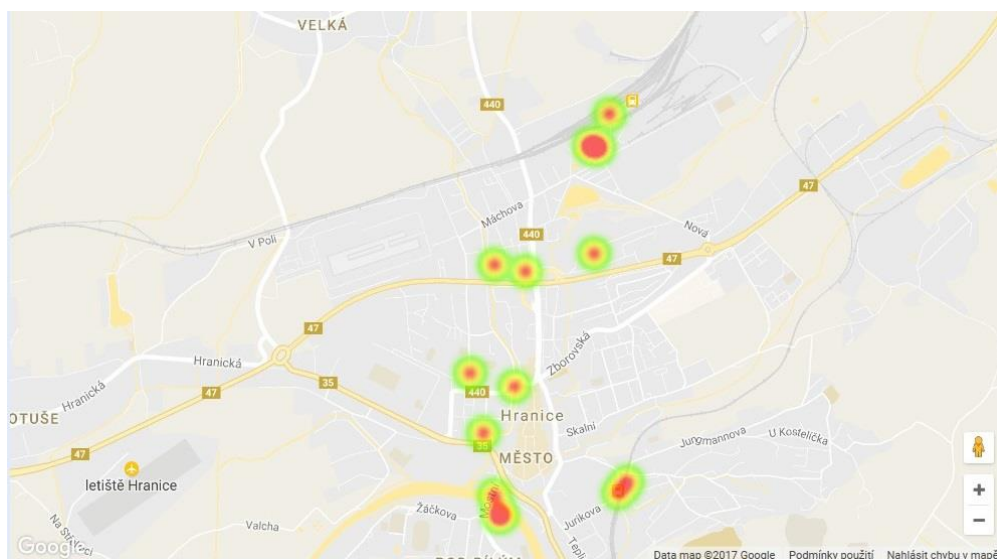 VELKÁ
440
47
Máchova
V Poli
440
Nová
47
47
Hranická
Zborovská
35
Hranická
47
440
OTUŠE
Hranice
Skalní
U Kostelíčka
Jungmannova
35
47
MĚSTO
letiště Hranice
Žáčkova
Jurikova
Valcha
Google
Data map ©2017 Google
Podmínky použití
Nahlásit chybu v mapě